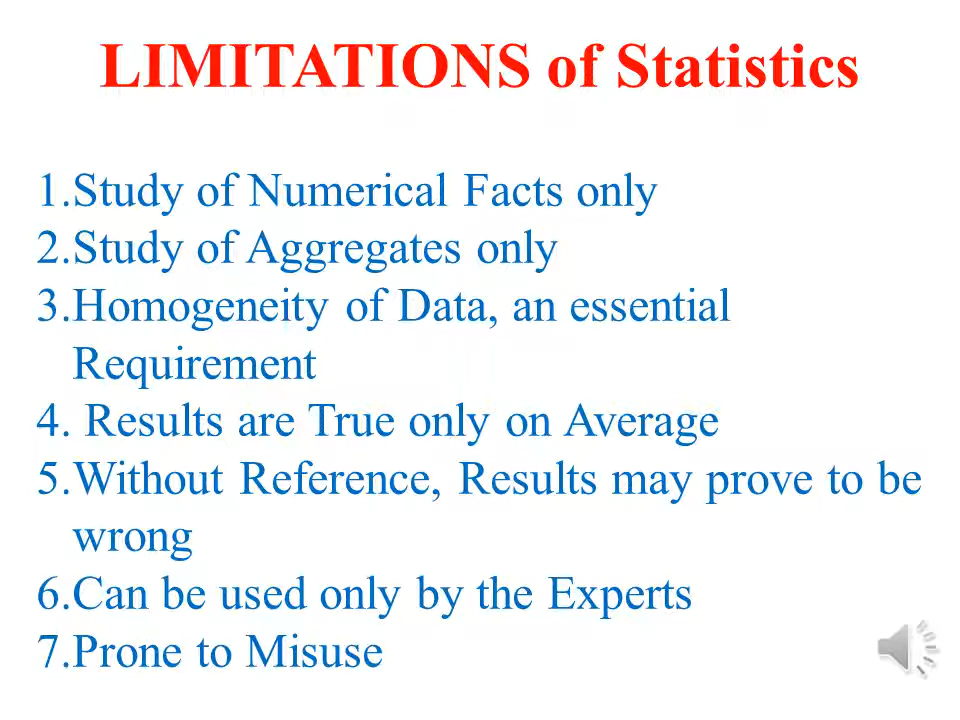 LIMITATIONS of Statistics
1.Study of Numerical Facts only
2.Study of Aggregates only
3.Homogeneity of Data, an essential
Requirement
4. Results are True only on Average
5.Without Reference, Results may prove to be
wrong
6.Can be used only by the Experts
7.Prone to Misuse